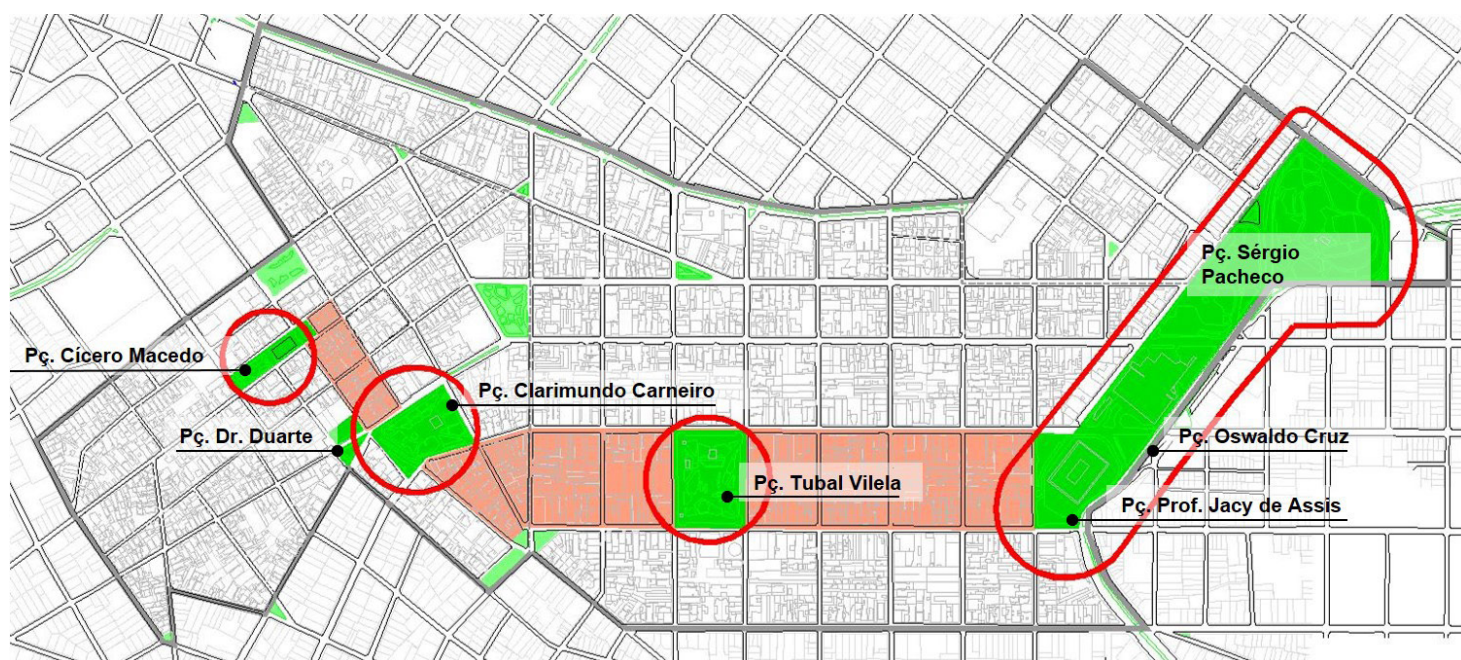 Pç. Sérgio
Pacheco
Pç. Cícero Macedo
Pç. Clarimundo Carneiro
Pç. Dr. Duarte
Pç. Oswaldo Cruz
Pç. Tubal Vilela
Pç. Prof. Jacy de Assis